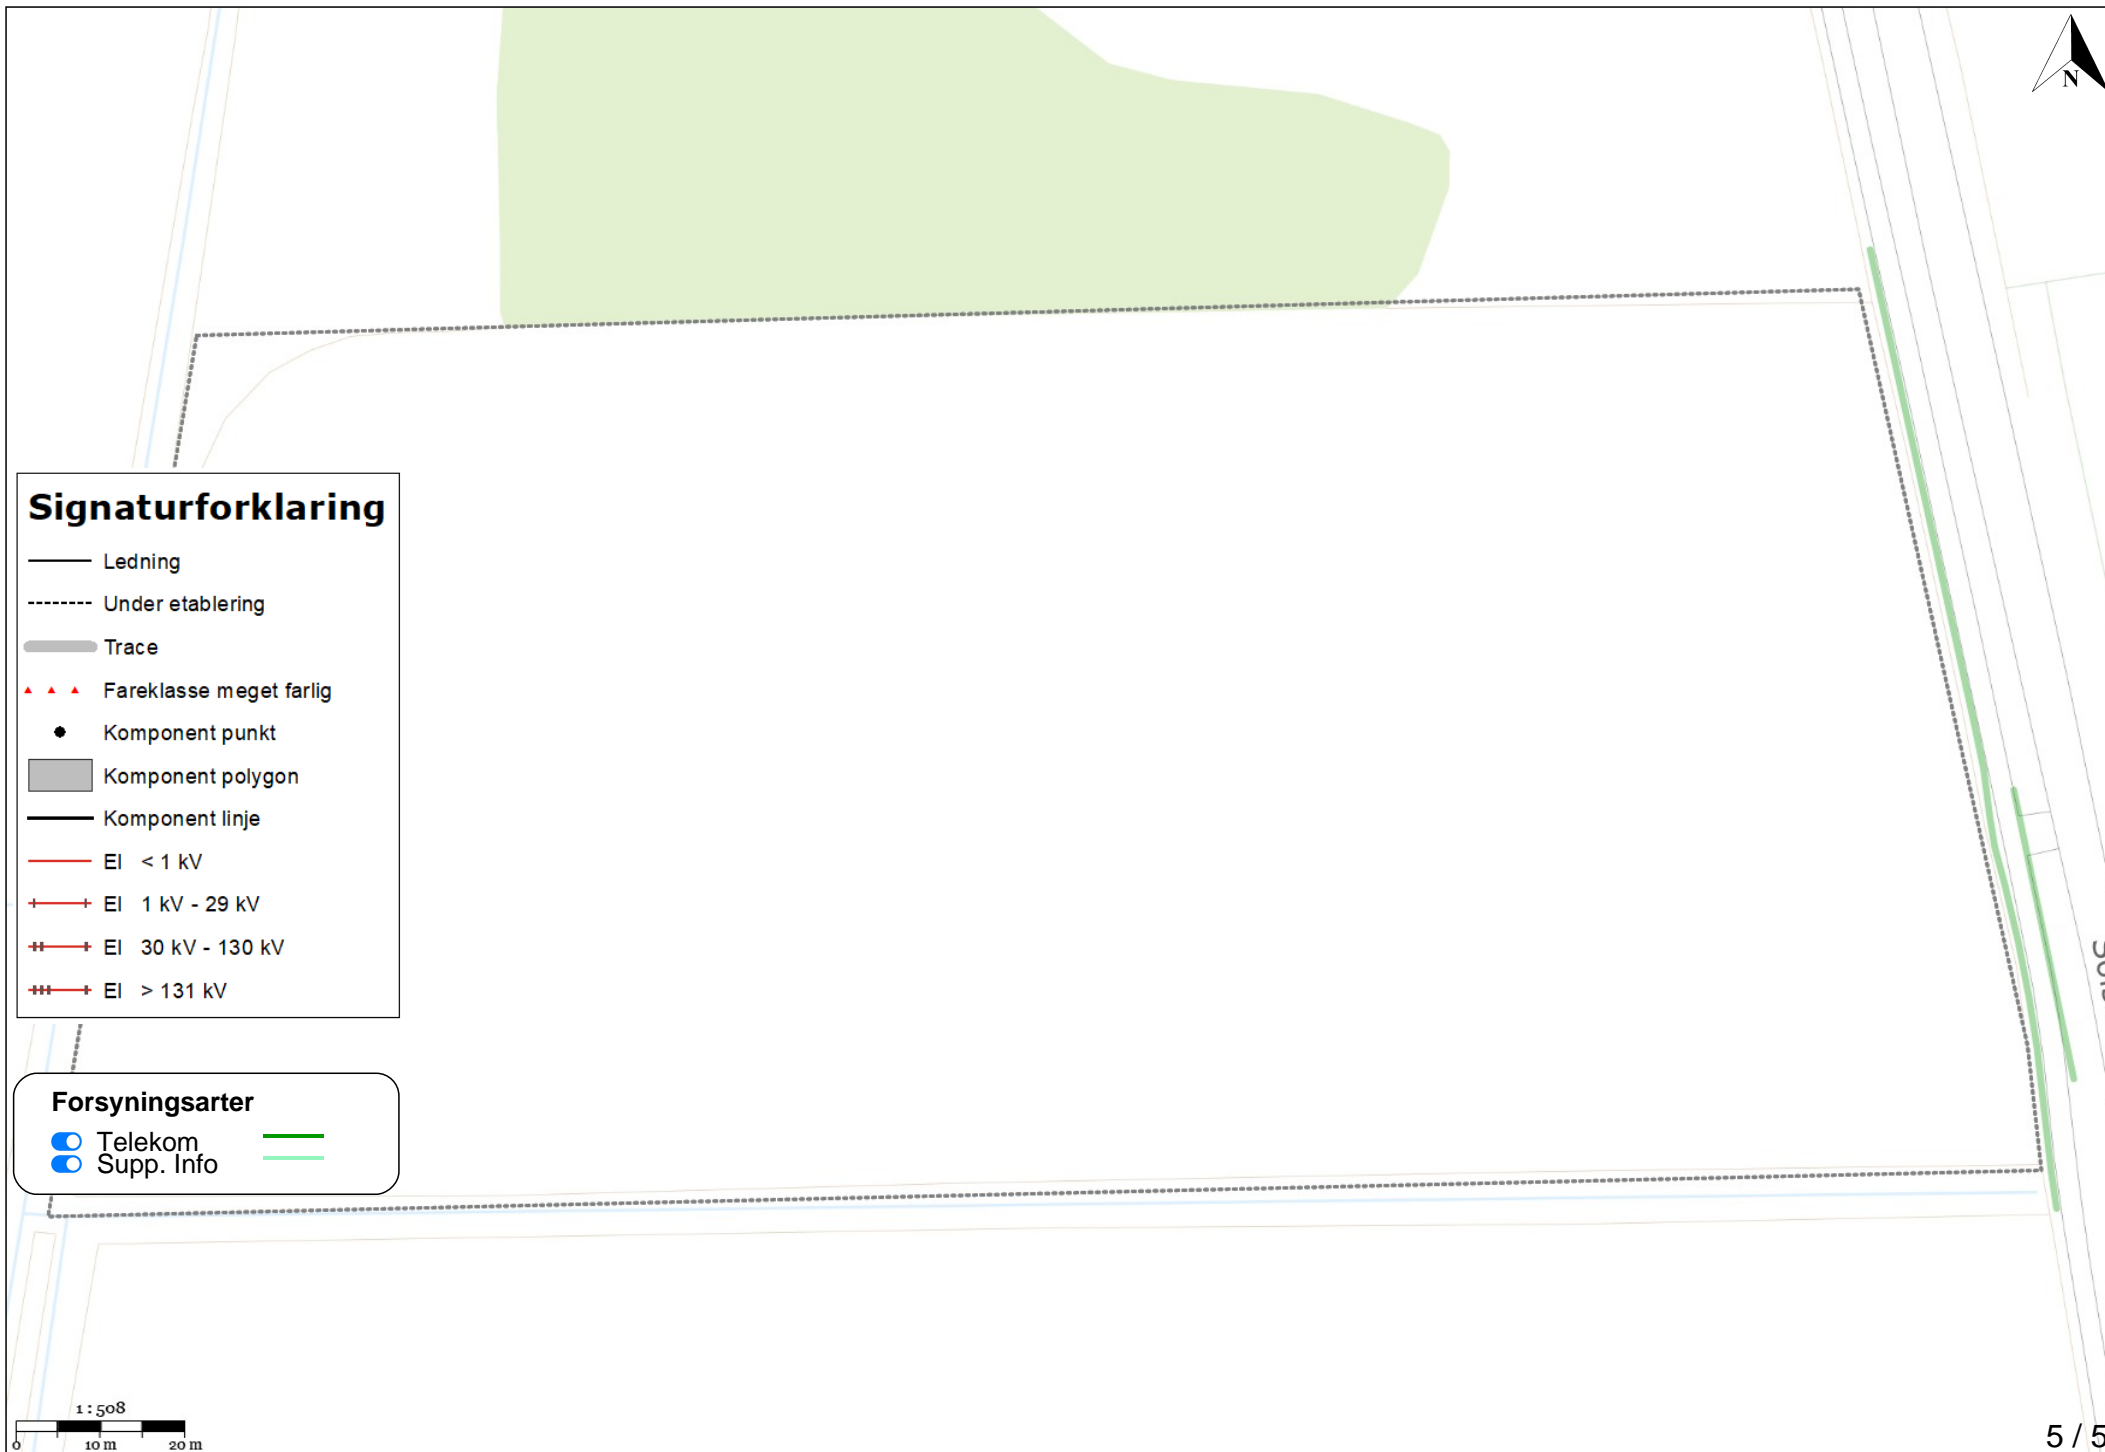 N
Signaturforklaring
Ledning
Under etablering
Trace
Fareklasse meget farlig
Komponent punkt
Komponent polygon
Komponent linje
El < 1 kV
El 1 kV - 29 kV
El 30 kV - 130 kV
El > 131 kV
Forsyningsarter
Telekom
Supp. Info
1 : 508
0 10 m 20 m
5 / 5